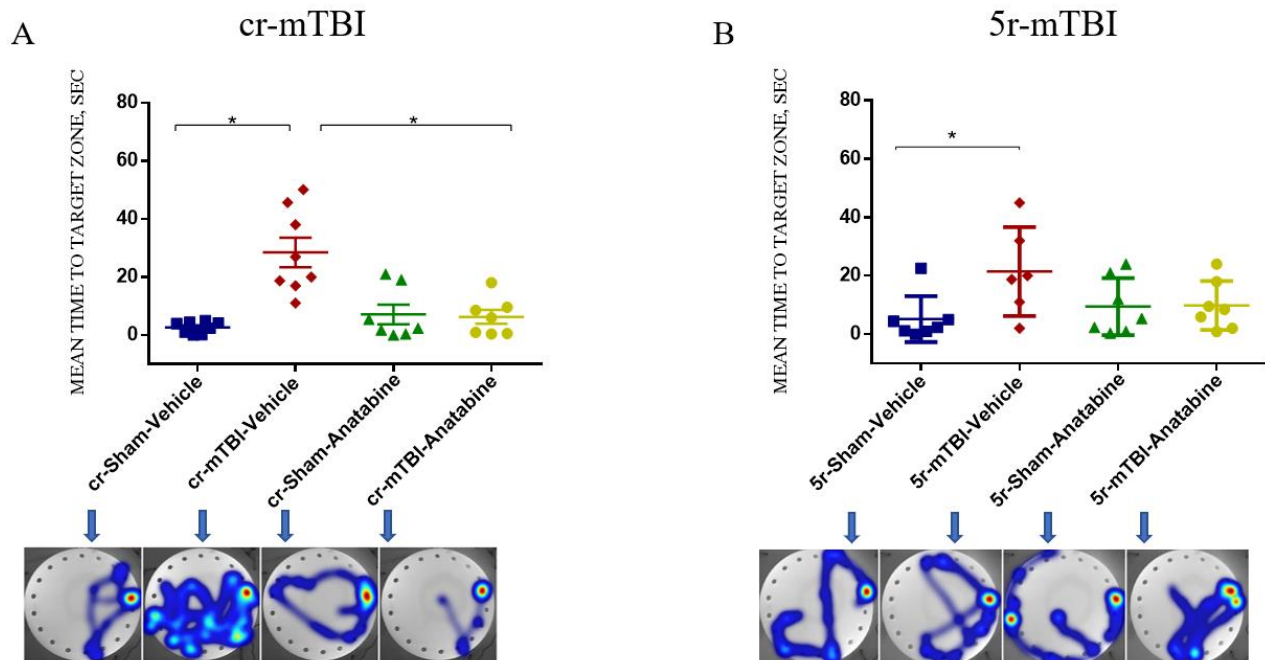 A
cr-mTBI
MEAN TIME TO TARGET ZONE, SEC
80
60
40
20
0
*
*
cr-Sham-Vehicle
cr-mTBI-Vehicle
cr-Sham-Anatabine
cr-mTBI-Anatabine
B
5r-mTBI
MEAN TIME TO TARGET ZONE, SEC
80
60
40
20
0
*
5r-Sham-Vehicle
5r-mTBI-Vehicle
5r-Sham-Anatabine
5r-mTBI-Anatabine